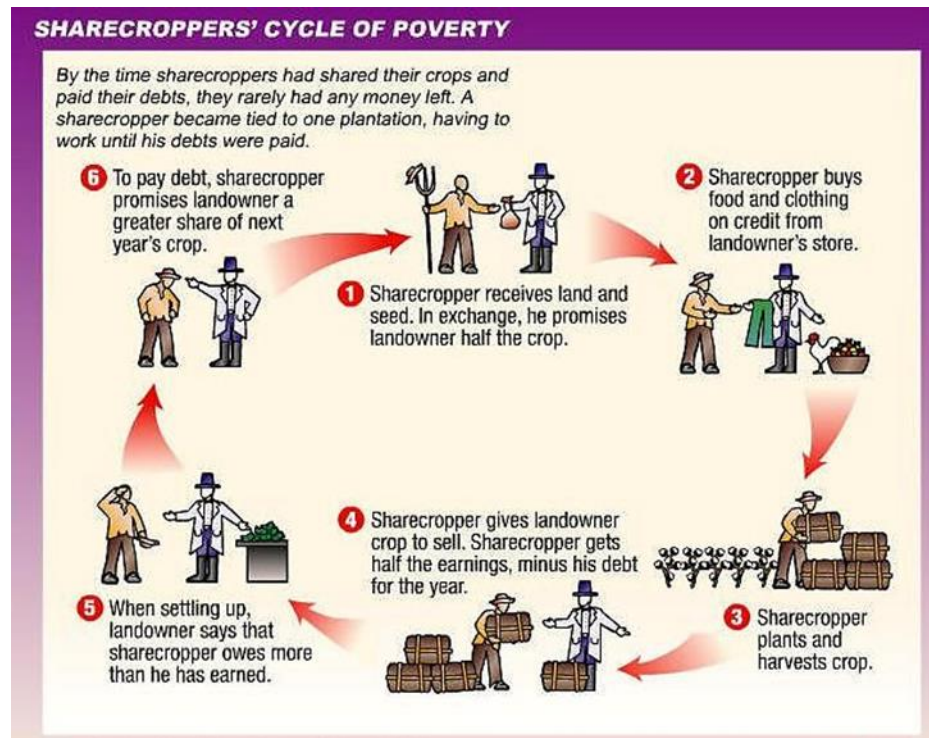 SHARECROPPERS' CYCLE OF POVERTY
By the time sharecroppers had shared their crops and
paid their debts, they rarely had any money left. A
sharecropper became tied to one plantation, having to
work until his debts were paid.
1 Sharecropper receives land and
seed. In exchange, he promises
landowner half the crop.
2 Sharecropper buys
food and clothing
on credit from
landowner's store.
3 Sharecropper
plants and
harvests crop.
4 Sharecropper gives landowner
crop to sell. Sharecropper gets
half the earnings, minus his debt
for the year.
5 When settling up,
landowner says that
sharecropper owes more
than he has earned.
6 To pay debt, sharecropper
promises landowner a
greater share of next
year's crop.